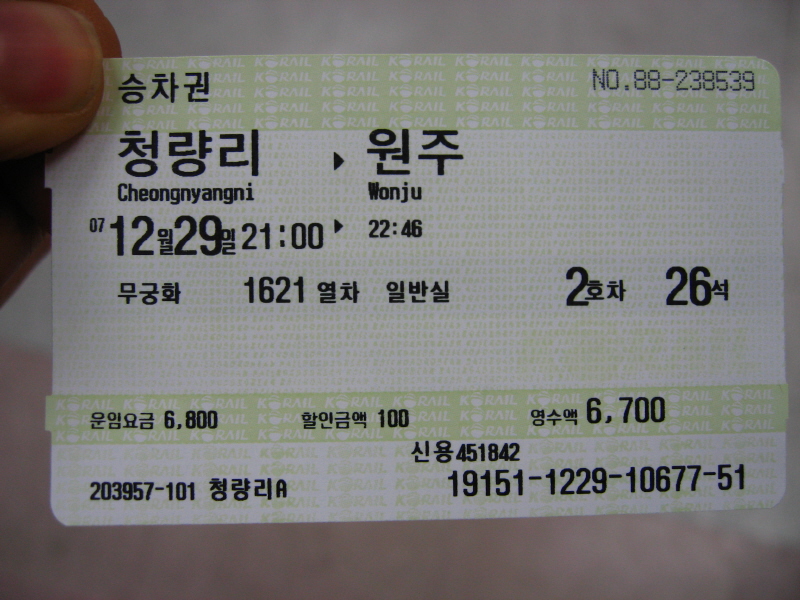 승차권 NO.88-238539
청량리 ▶ 원주
Cheongnyangni Wonju
07 12월29일 21:00 ▶ 22:46
무궁화 1621 열차 일반실 2호차 26석
운임요금 6,800 할인금액 100 영수액 6,700
신용451842
203957-101 청량리A 19151-1229-10677-51